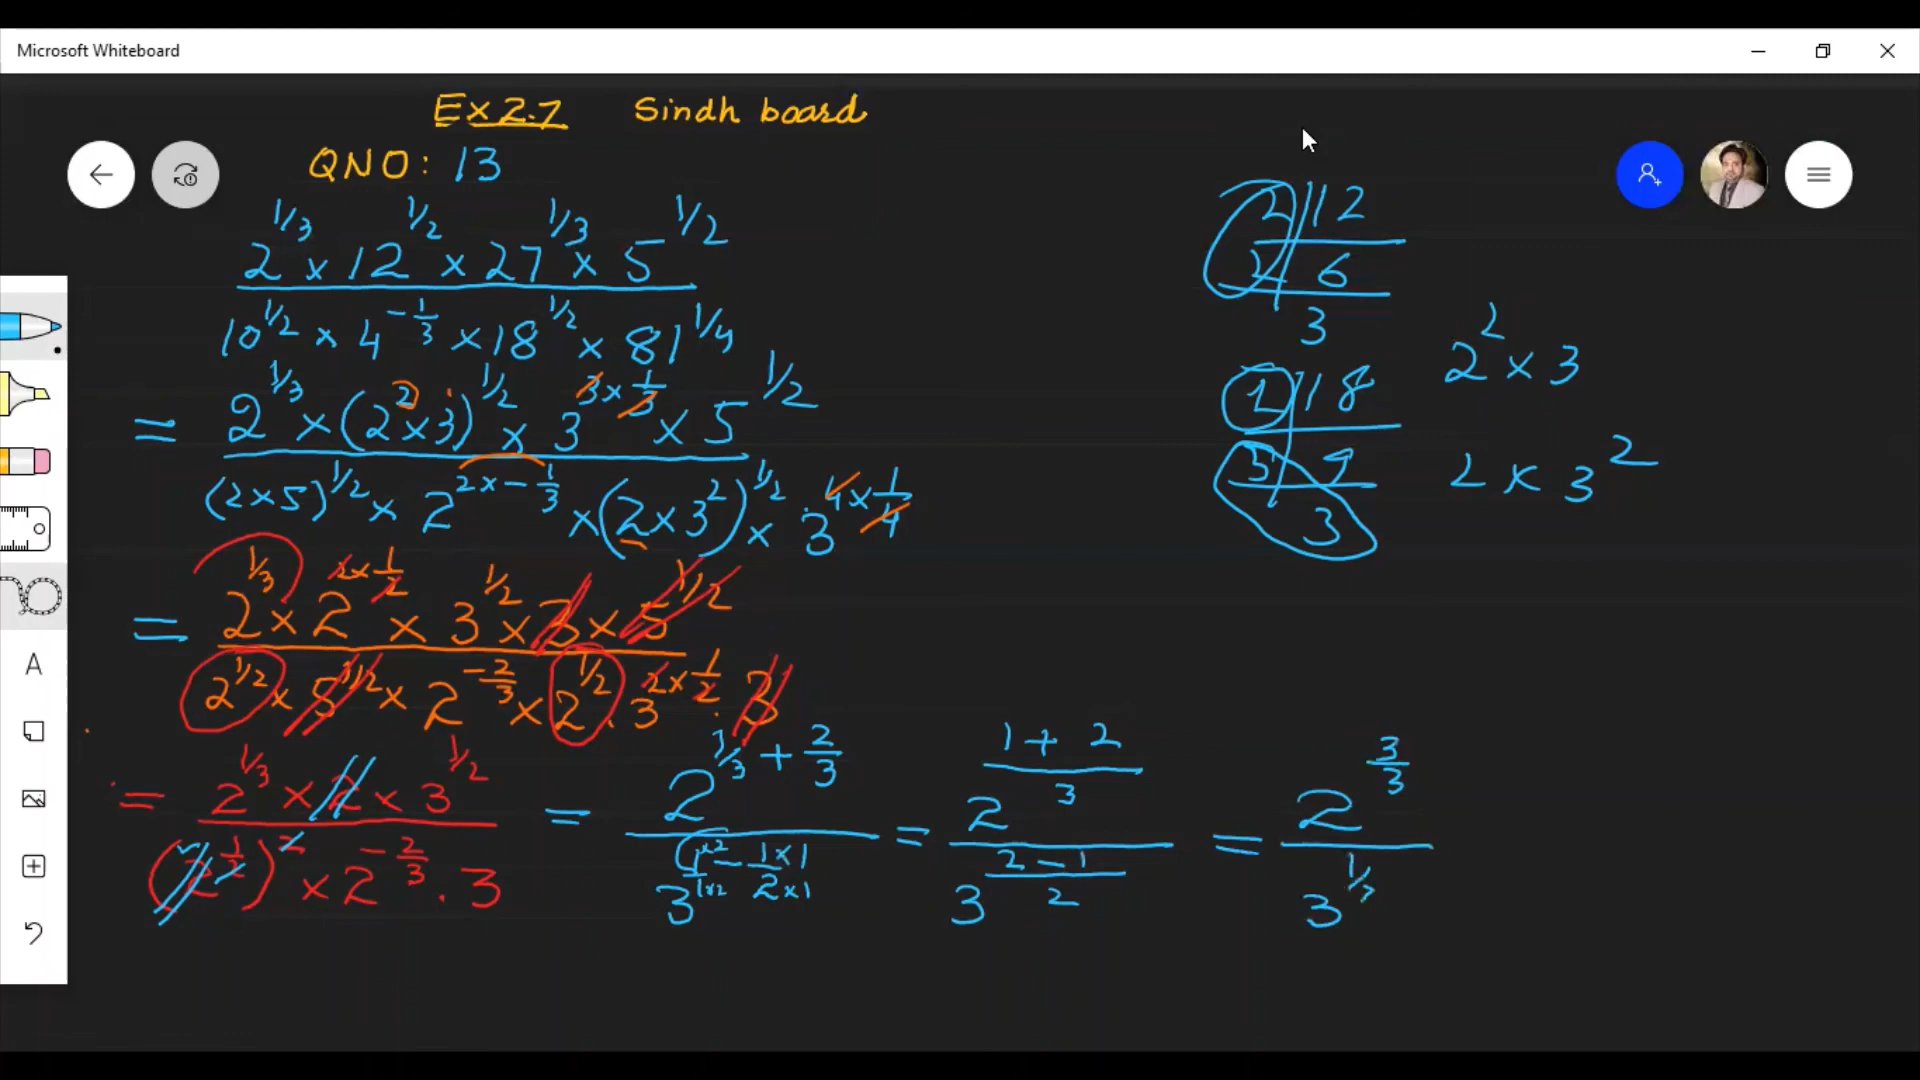 Microsoft Whiteboard
Ex 2.7 Sindh board
QNO: 13
2^{1/3} × 12^{1/2} × 27^{1/3} × 5^{1/2}
10^{1/2} × 4^{-1/3} × 18^{1/2} × 81^{1/4}
= 2^{1/3} × (2^2 × 3)^{1/2} × 3^{3×1/3} × 5^{1/2}
(2×5)^{1/2} × 2^{2×-1/3} × (2×3^2)^{1/2} × 3^{4×1/4}
= 2^{1/3} × 2^{2×1/2} × 3^{1/2} × 3 × 5^{1/2}
2^{1/2} × 5^{1/2} × 2^{-2/3} × 2^{1/2} . 3^{2×1/2} . 3
= 2^{1/3} × 2 × 3^{1/2}
(2^{1/2})^2 × 2^{-2/3} . 3
= 2^{1/3 + 2/3}
3^{1×2/1×2 - 1×1/2×1}
= 2^{(1+2)/3}
3^{(2-1)/2}
= 2^{3/3}
3^{1/2}
2 | 12
2 | 6
3
2^2 × 3
2 | 18
3 | 9
3
2 × 3^2
A